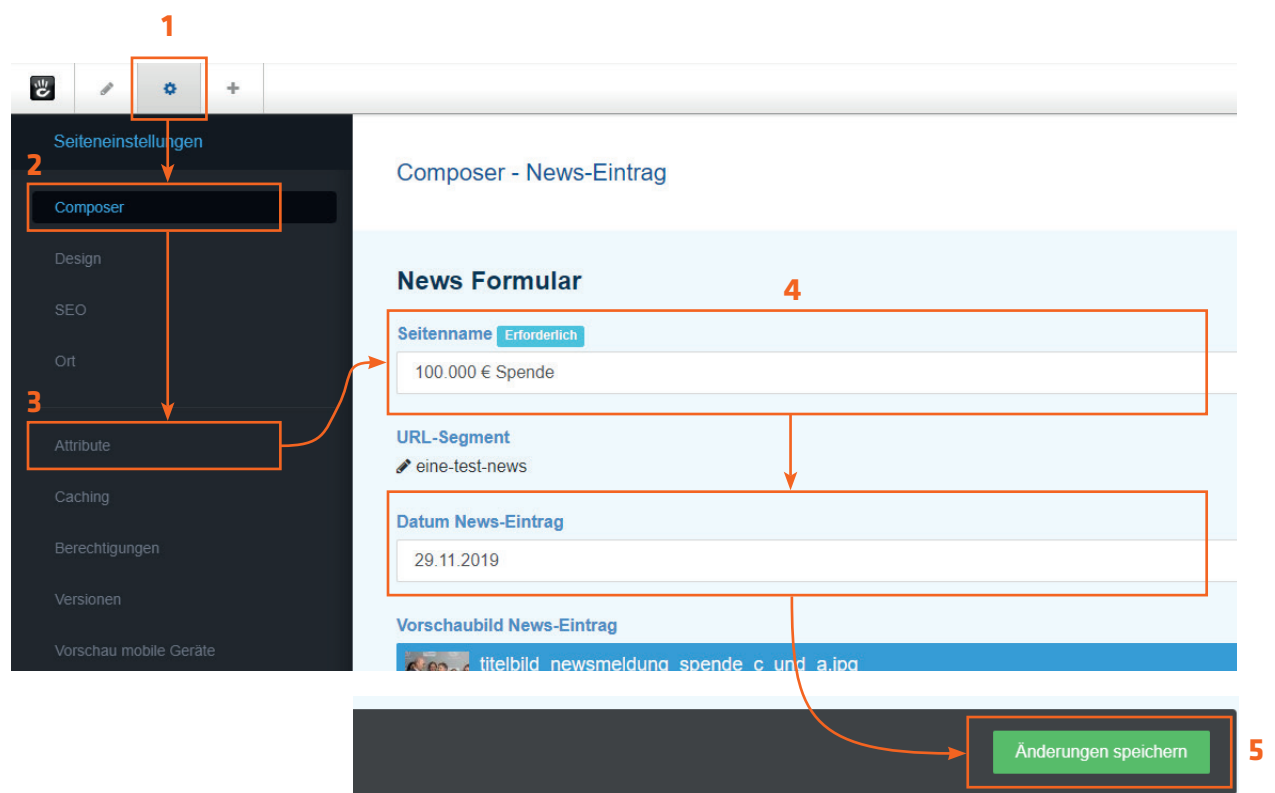 1
Seiteneinstellungen
2
Composer
Design
SEO
Ort
3
Attribute
Caching
Berechtigungen
Versionen
Vorschau mobile Geräte
Composer - News-Eintrag
News Formular
4
Seitenname Erforderlich
100.000 € Spende
URL-Segment
eine-test-news
Datum News-Eintrag
29.11.2019
Vorschaubild News-Eintrag
titelbild_newsmeldung_spende_c_und_a.jpg
Änderungen speichern
5